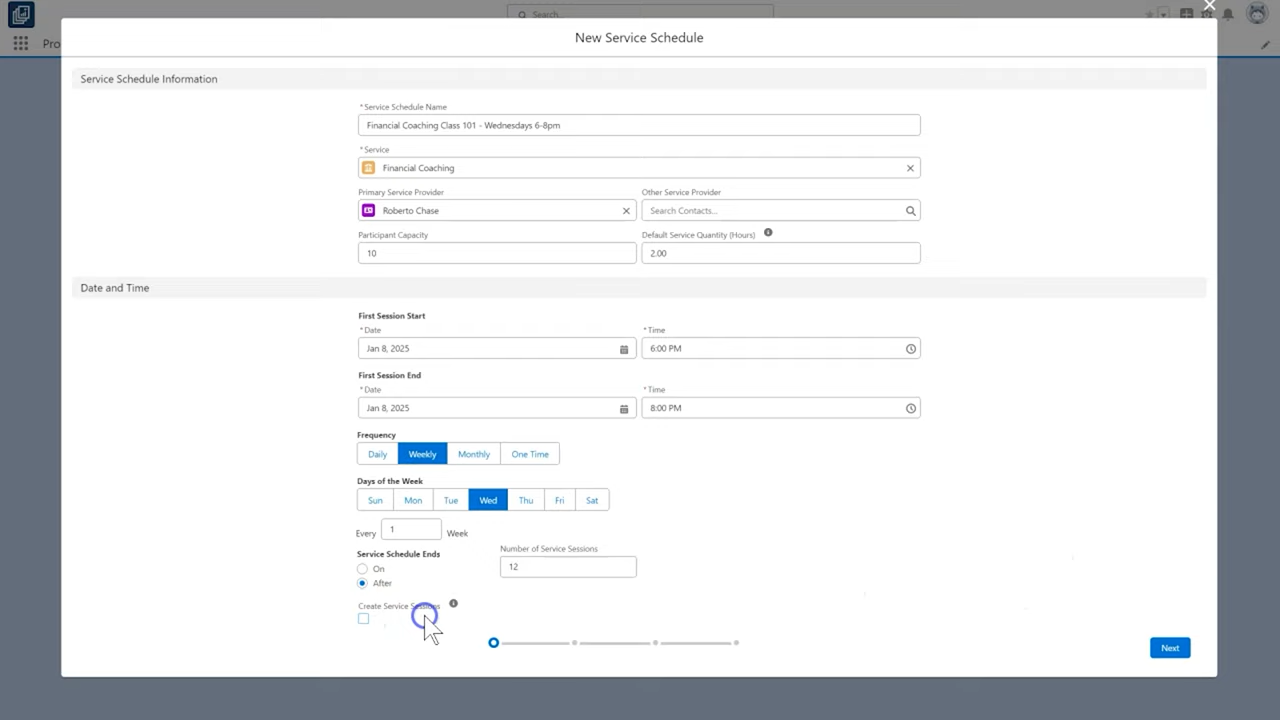 Search...
Pro
New Service Schedule
Service Schedule Information
*Service Schedule Name
Financial Coaching Class 101 - Wednesdays 6-8pm
*Service
Financial Coaching
Primary Service Provider Other Service Provider
Roberto Chase Search Contacts...
Participant Capacity Default Service Quantity (Hours)
10 2.00
Date and Time
First Session Start
*Date *Time
Jan 8, 2025 6:00 PM
First Session End
*Date *Time
Jan 8, 2025 8:00 PM
Frequency
Daily Weekly Monthly One Time
Days of the Week
Sun Mon Tue Wed Thu Fri Sat
Every 1 Week
Service Schedule Ends Number of Service Sessions
On 12
After
Create Service Sessions
Next